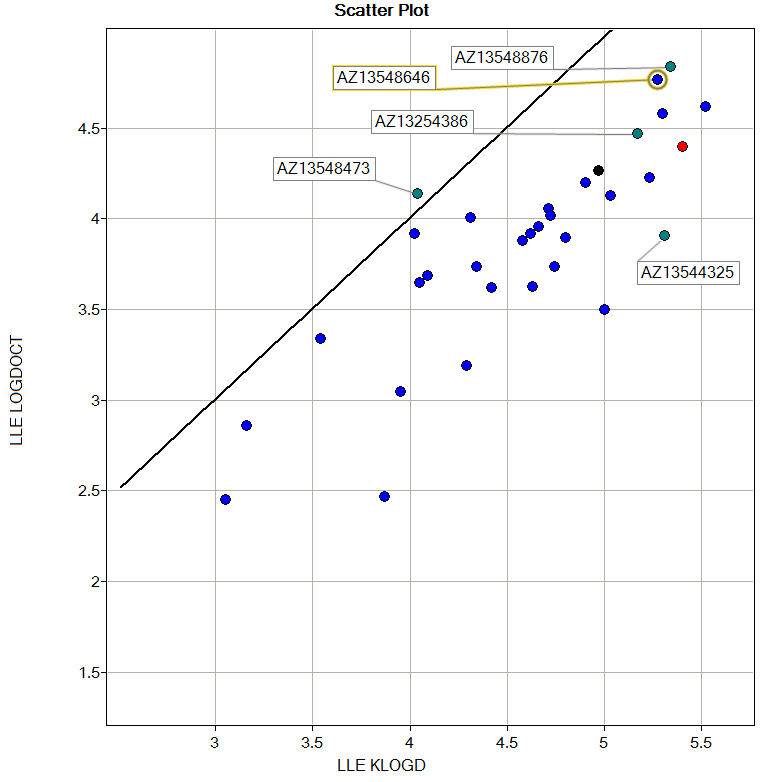 Scatter Plot
AZ13548876
AZ13548646
AZ13254386
AZ13548473
AZ13544325
LLE LOGDOCT
4.5
4
3.5
3
2.5
2
1.5
3
3.5
4
4.5
5
5.5
LLE KLOGD